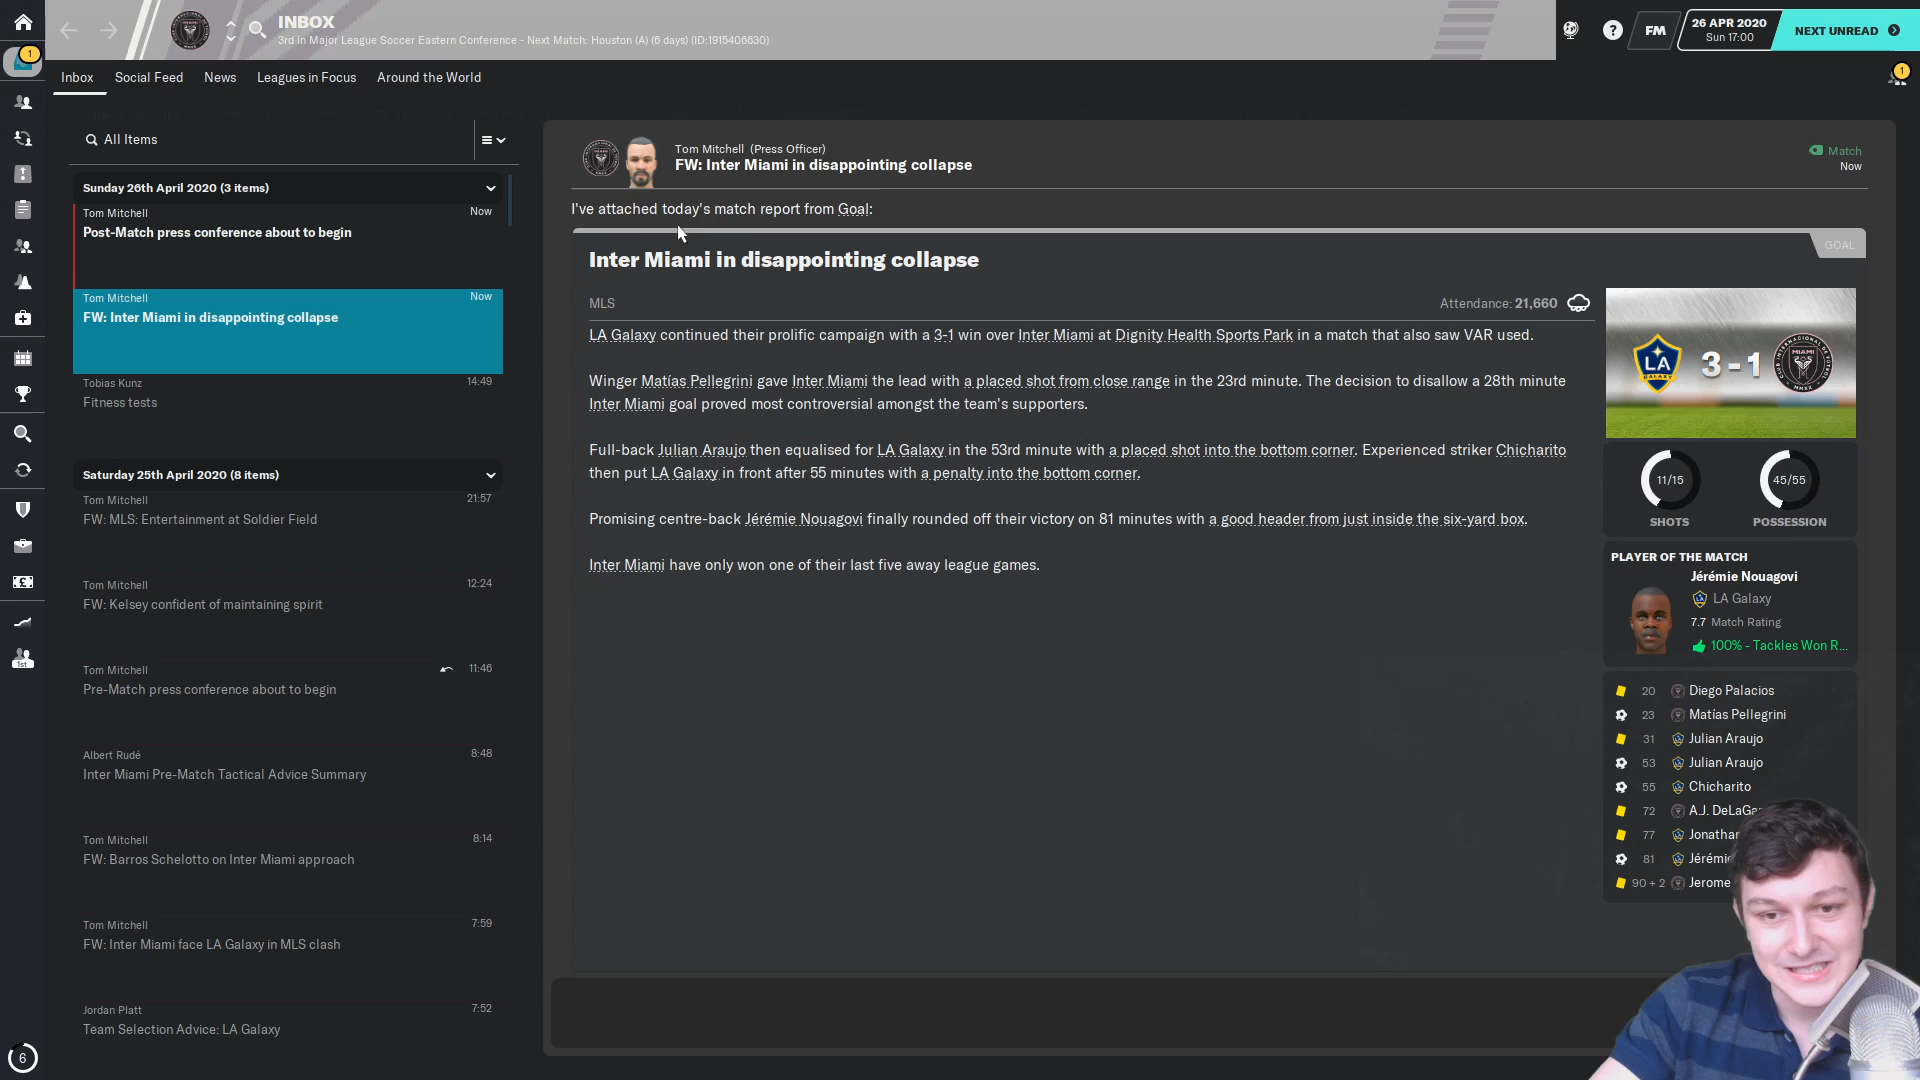 1
INBOX
3rd in Major League Soccer Eastern Conference - Next Match: Houston (A) (6 days) (ID:1915406630)
?
FM
26 APR 2020
Sun 17:00
NEXT UNREAD
Inbox
Social Feed
News
Leagues in Focus
Around the World
1
All Items
Sunday 26th April 2020 (3 items)
Tom Mitchell
Now
Post-Match press conference about to begin
Tom Mitchell
Now
FW: Inter Miami in disappointing collapse
Tobias Kunz
14:49
Fitness tests
Saturday 25th April 2020 (8 items)
Tom Mitchell
21:57
FW: MLS: Entertainment at Soldier Field
Tom Mitchell
12:24
FW: Kelsey confident of maintaining spirit
Tom Mitchell
11:46
Pre-Match press conference about to begin
Albert Rudé
8:48
Inter Miami Pre-Match Tactical Advice Summary
Tom Mitchell
8:14
FW: Barros Schelotto on Inter Miami approach
Tom Mitchell
7:59
FW: Inter Miami face LA Galaxy in MLS clash
Jordan Platt
7:52
Team Selection Advice: LA Galaxy
1st
6
Tom Mitchell (Press Officer)
FW: Inter Miami in disappointing collapse
Match
Now
I've attached today's match report from Goal:
GOAL
Inter Miami in disappointing collapse
MLS
Attendance: 21,660
LA Galaxy continued their prolific campaign with a 3-1 win over Inter Miami at Dignity Health Sports Park in a match that also saw VAR used.
Winger Matías Pellegrini gave Inter Miami the lead with a placed shot from close range in the 23rd minute. The decision to disallow a 28th minute
Inter Miami goal proved most controversial amongst the team's supporters.
Full-back Julian Araujo then equalised for LA Galaxy in the 53rd minute with a placed shot into the bottom corner. Experienced striker Chicharito
then put LA Galaxy in front after 55 minutes with a penalty into the bottom corner.
Promising centre-back Jérémie Nouagovi finally rounded off their victory on 81 minutes with a good header from just inside the six-yard box.
Inter Miami have only won one of their last five away league games.
LA
GALAXY
3 - 1
MIAMI
11/15
SHOTS
45/55
POSSESSION
PLAYER OF THE MATCH
Jérémie Nouagovi
LA Galaxy
7.7 Match Rating
100% - Tackles Won R...
20 Diego Palacios
23 Matías Pellegrini
31 Julian Araujo
53 Julian Araujo
55 Chicharito
72 A.J. DeLaGa
77 Jonathan
81 Jérémie
90 + 2 Jerome